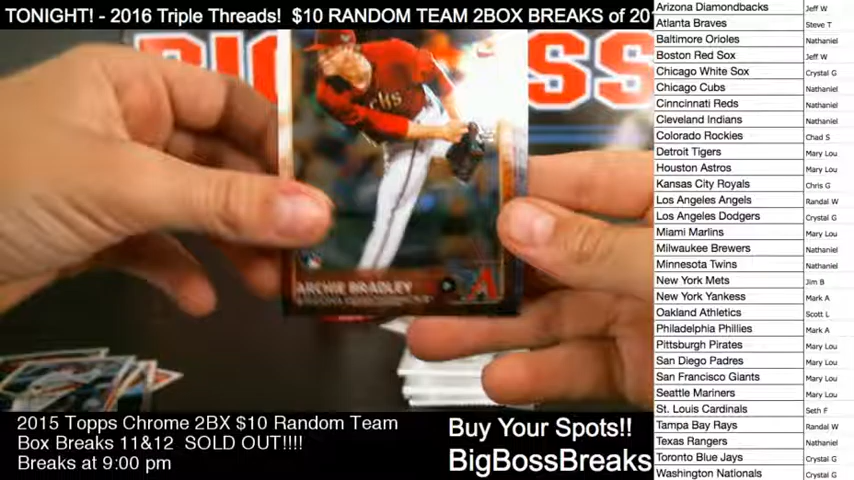 TONIGHT! - 2016 Triple Threads! $10 RANDOM TEAM 2BOX BREAKS of 20
ARCHIE BRADLEY
A
2015 Topps Chrome 2BX $10 Random Team
Box Breaks 11&12 SOLD OUT!!!!
Breaks at 9:00 pm
Buy Your Spots!!
BigBossBreaks
Arizona Diamondbacks Jeff W
Atlanta Braves Steve T
Baltimore Orioles Nathaniel
Boston Red Sox Jeff W
Chicago White Sox Crystal G
Chicago Cubs Nathaniel
Cincinnati Reds Nathaniel
Cleveland Indians Nathaniel
Colorado Rockies Chad S
Detroit Tigers Mary Lou
Houston Astros Mary Lou
Kansas City Royals Chris G
Los Angeles Angels Randal W
Los Angeles Dodgers Crystal G
Miami Marlins Mary Lou
Milwaukee Brewers Nathaniel
Minnesota Twins Nathaniel
New York Mets Jim B
New York Yankess Mark A
Oakland Athletics Scott L
Philadelphia Phillies Mark A
Pittsburgh Pirates Mary Lou
San Diego Padres Mary Lou
San Francisco Giants Mary Lou
Seattle Mariners Mary Lou
St. Louis Cardinals Seth F
Tampa Bay Rays Randal W
Texas Rangers Nathaniel
Toronto Blue Jays Crystal G
Washington Nationals Crystal G